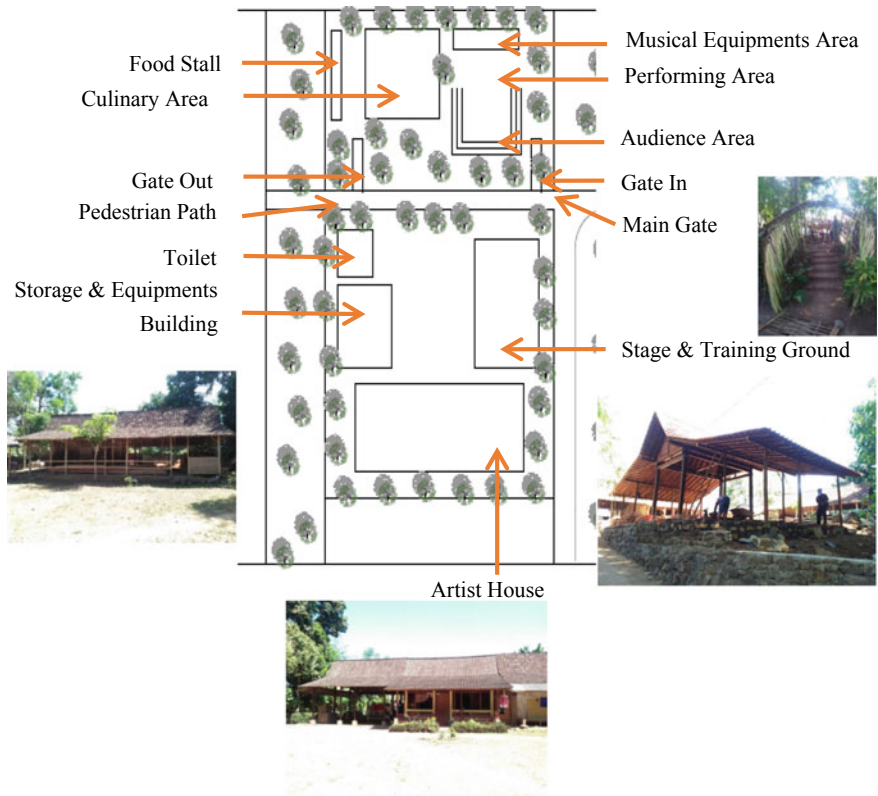 Food Stall
Culinary Area
Gate Out
Pedestrian Path
Toilet
Storage & Equipments
Building
Musical Equipments Area
Performing Area
Audience Area
Gate In
Main Gate
Stage & Training Ground
Artist House